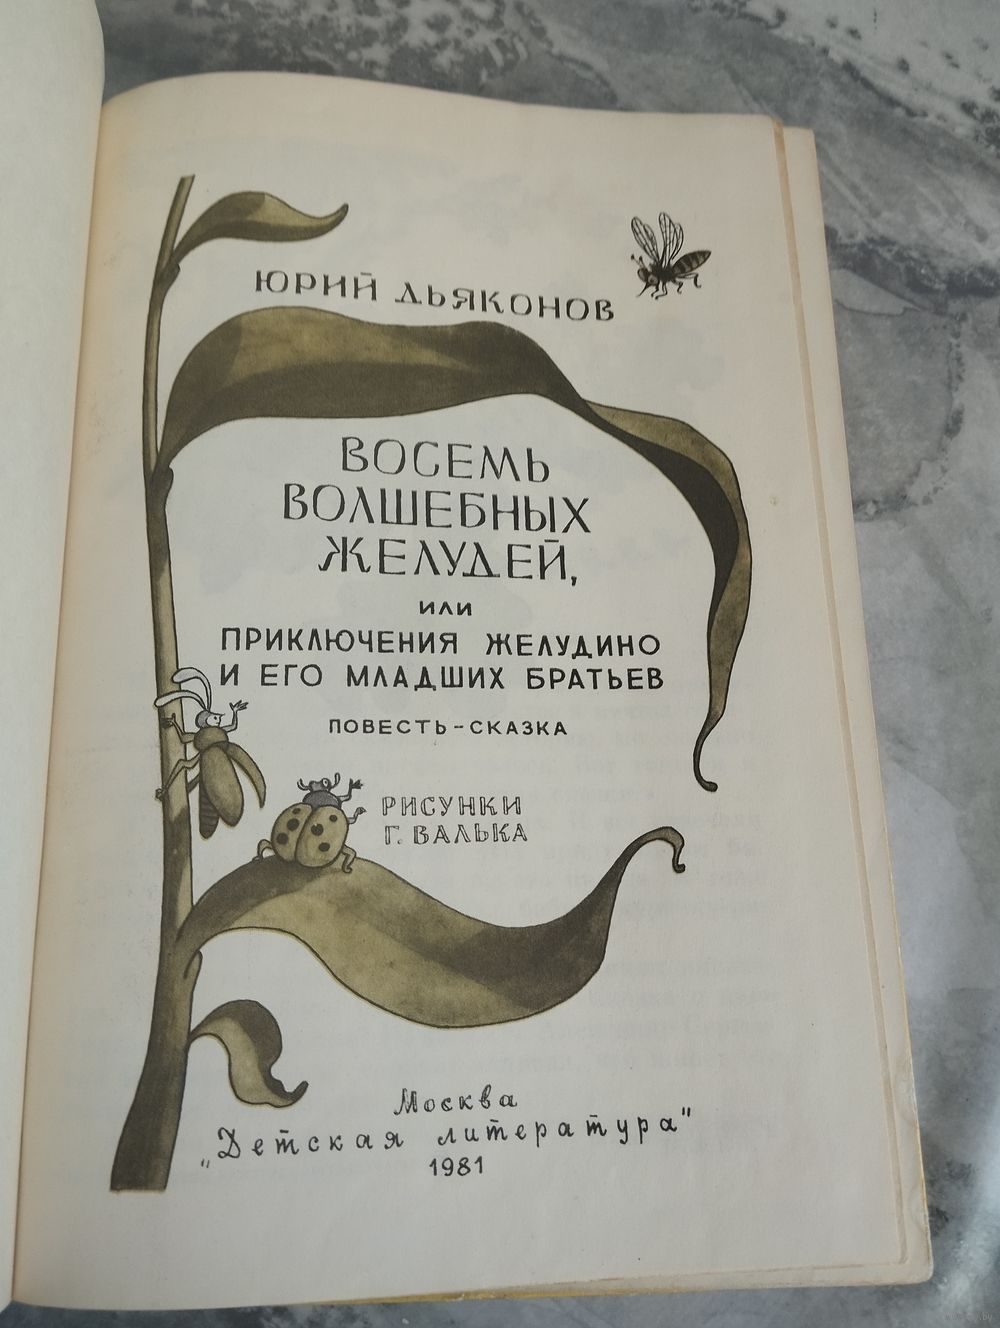 ЮРИЙ ДЬЯКОНОВ
ВОСЕМЬ
ВОЛШЕБНЫХ
ЖЕЛУДЕЙ,
ИЛИ
ПРИКЛЮЧЕНИЯ ЖЕЛУДИНО
И ЕГО МЛАДШИХ БРАТЬЕВ
ПОВЕСТЬ-СКАЗКА
РИСУНКИ
Г. ВАЛЬКА
Москва
„Детская литература"
1981